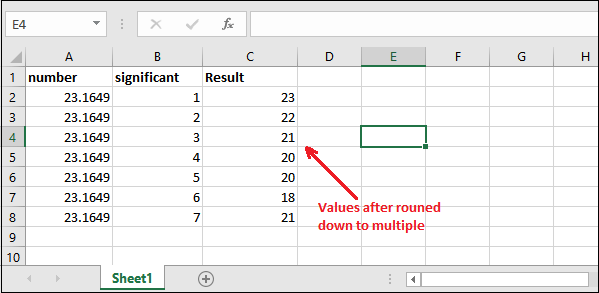 E4 fx
A B C D E F G H
1 number significant Result
2 23.1649 1 23
3 23.1649 2 22
4 23.1649 3 21
5 23.1649 4 20
6 23.1649 5 20
7 23.1649 6 18
8 23.1649 7 21
9
10
Values after rouned
down to multiple
Sheet1